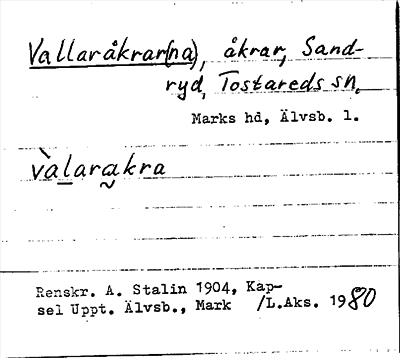 Vallaråkrar(na), åkrar, Sand-
ryd, Tostareds sn.
Marks hd, Älvsb. l.
vàlarakra
Renskr. A. Stalin 1904, Kap-
sel Uppt. Älvsb., Mark /L.Aks. 1980